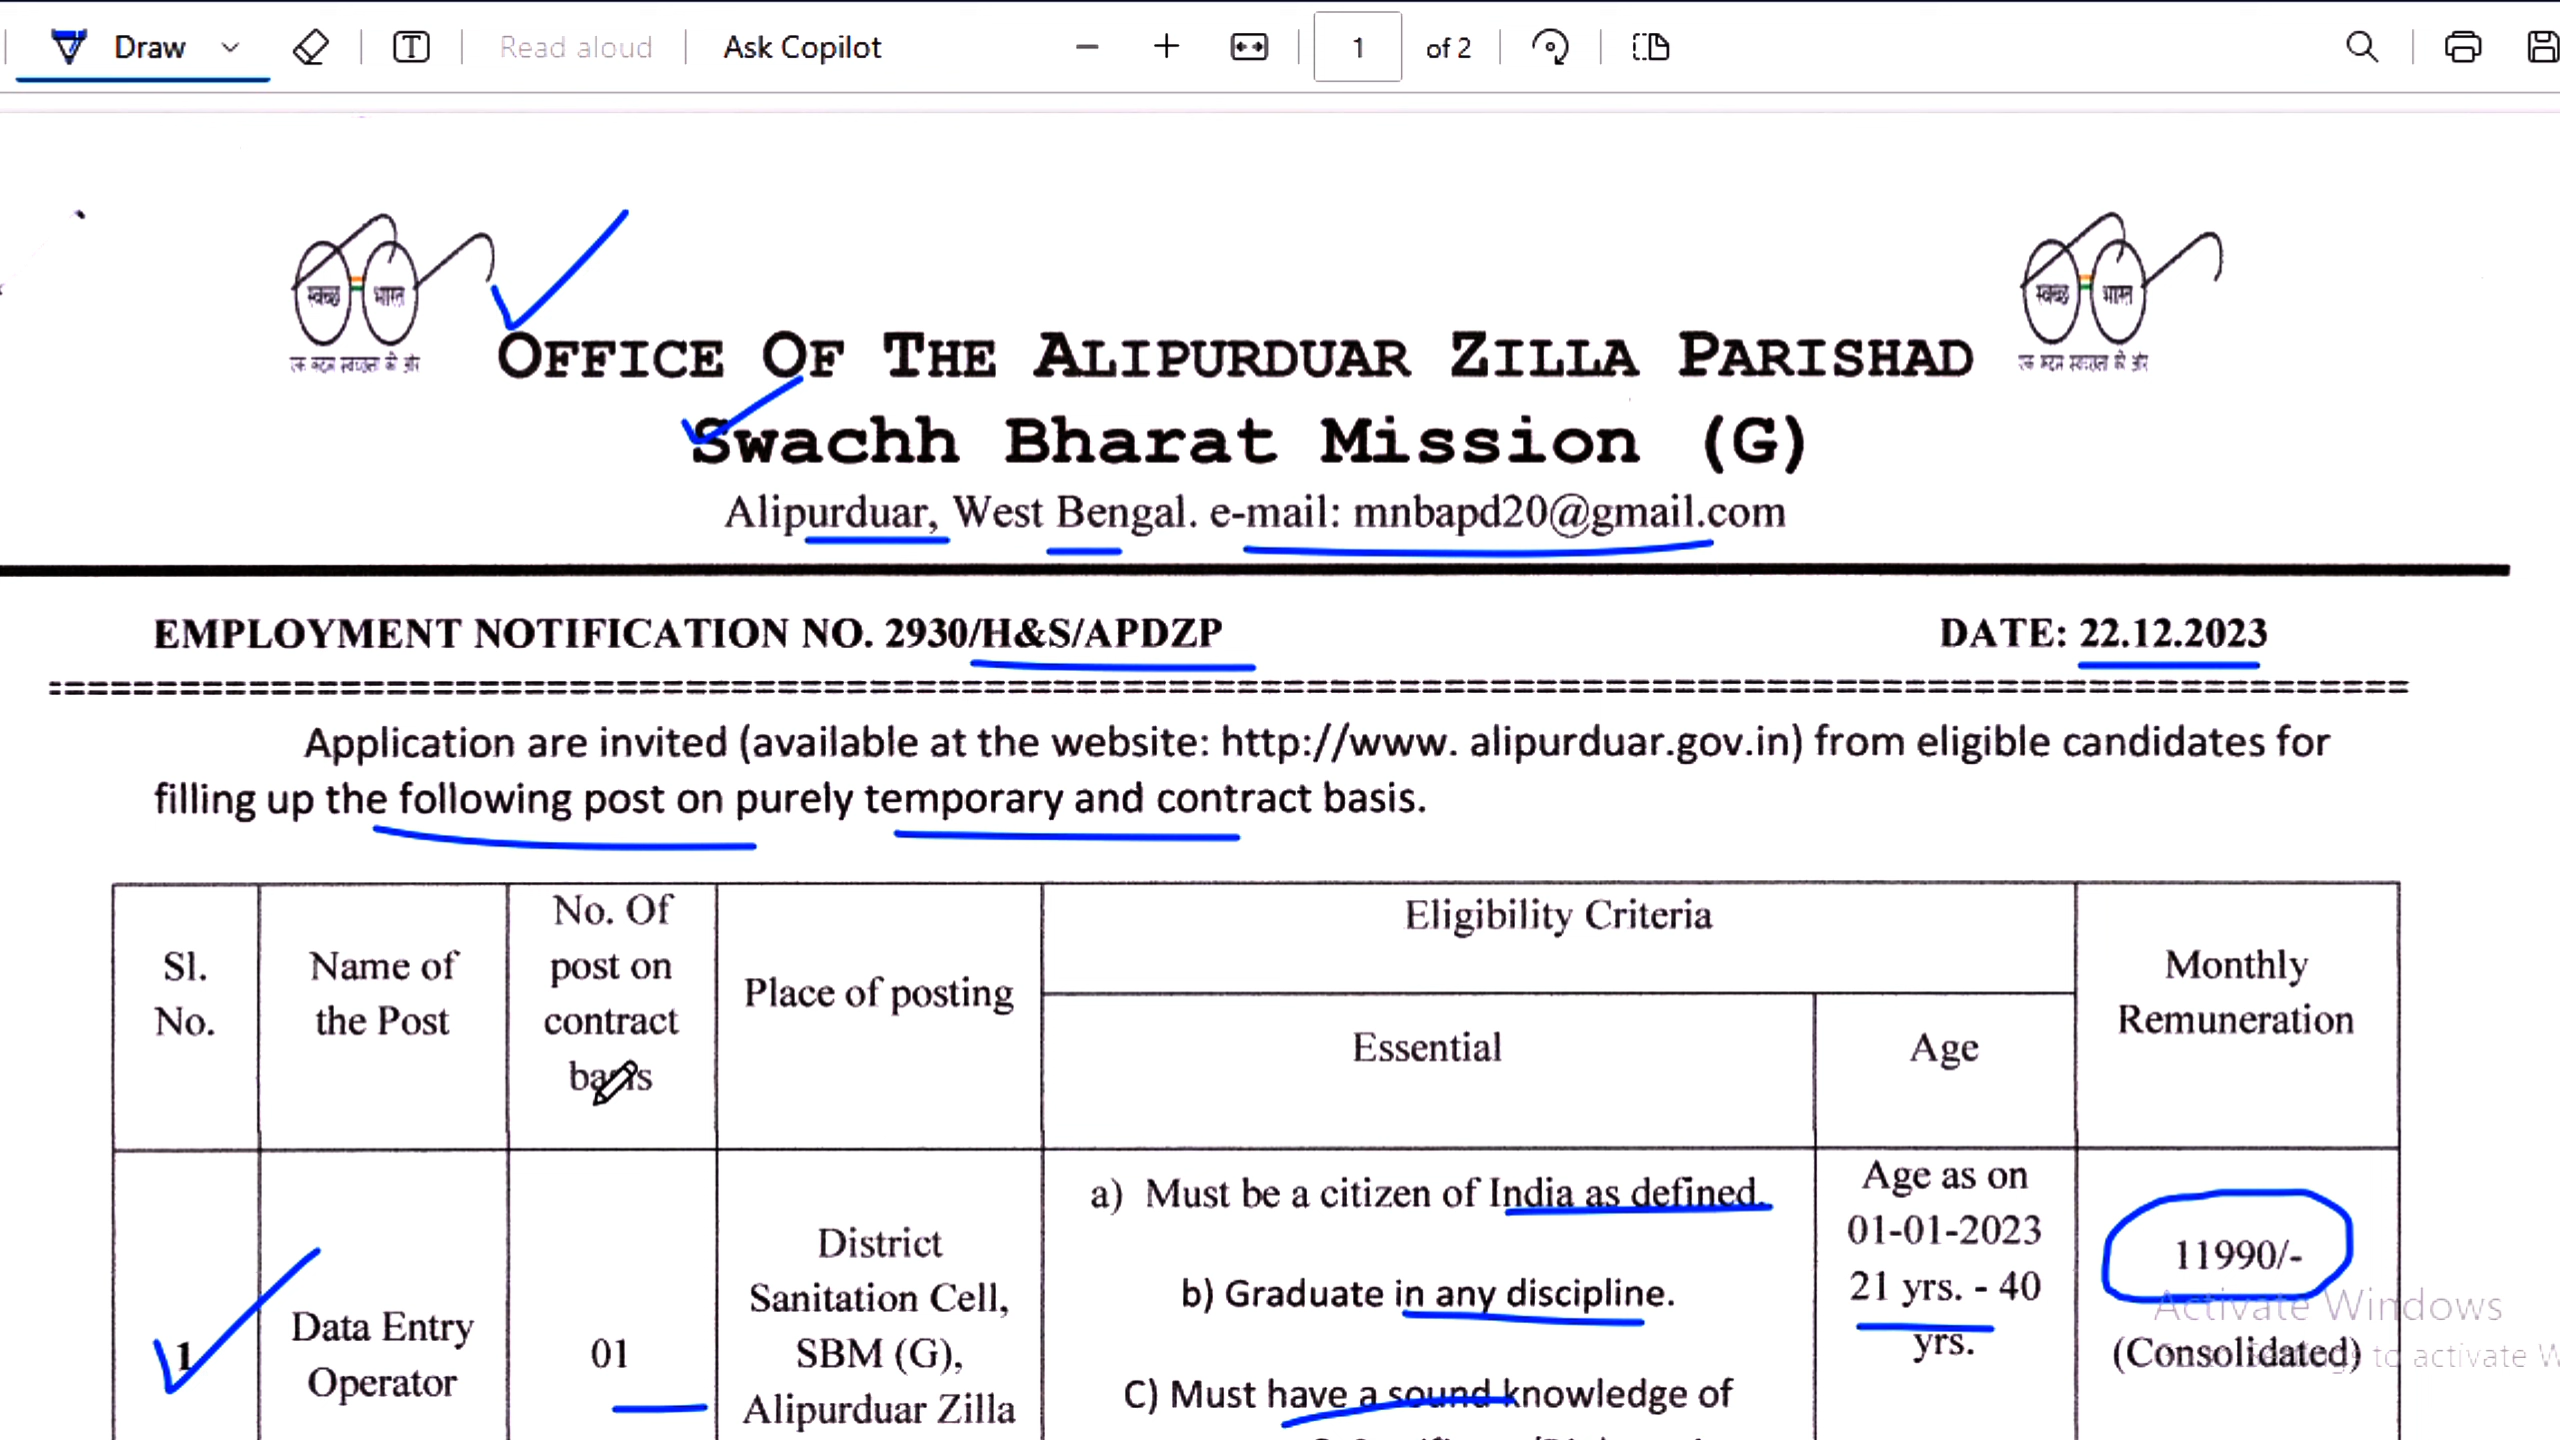 Draw
Read aloud
Ask Copilot
1 of 2
स्वच्छ भारत
स्वच्छ भारत
OFFICE OF THE ALIPURDUAR ZILLA PARISHAD
Swachh Bharat Mission (G)
Alipurduar, West Bengal. e-mail: mnbapd20@gmail.com
EMPLOYMENT NOTIFICATION NO. 2930/H&S/APDZP DATE: 22.12.2023
Application are invited (available at the website: http://www. alipurduar.gov.in) from eligible candidates for
filling up the following post on purely temporary and contract basis.
Sl.
No.
Name of
the Post
No. Of
post on
contract
basis
Place of posting
Eligibility Criteria
Essential
Age
Monthly
Remuneration
1
Data Entry
Operator
01
District
Sanitation Cell,
SBM (G),
Alipurduar Zilla
a) Must be a citizen of India as defined.
b) Graduate in any discipline.
C) Must have a sound knowledge of
Age as on
01-01-2023
21 yrs. - 40
yrs.
11990/-
(Consolidated)
Activate Windows
to activate W